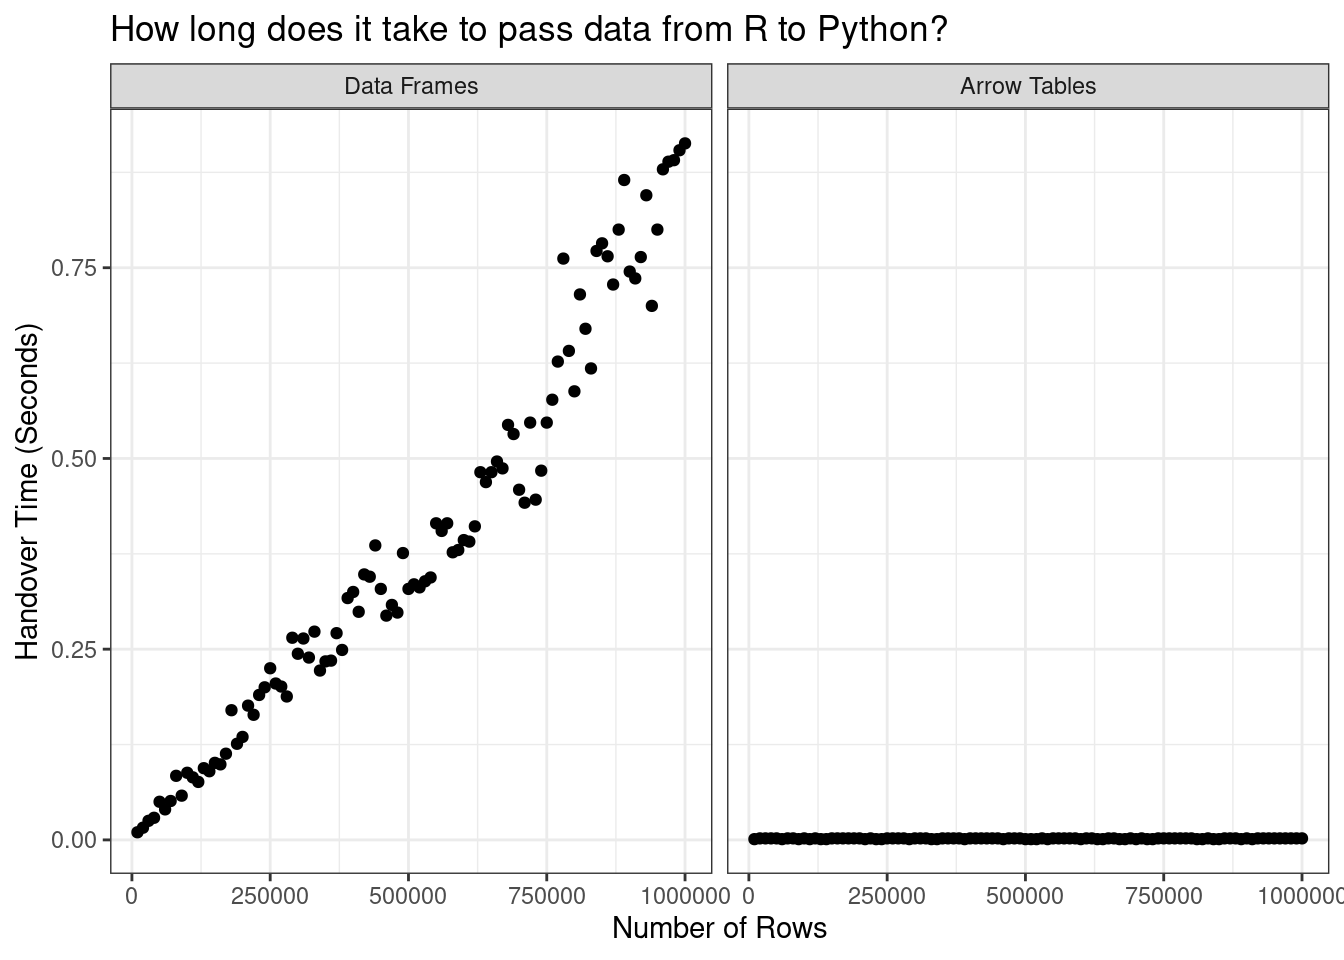 How long does it take to pass data from R to Python?
Data Frames
Arrow Tables
Handover Time (Seconds)
0.75
0.50
0.25
0.00
0 250000 500000 750000 1000000
0 250000 500000 750000 1000000
Number of Rows